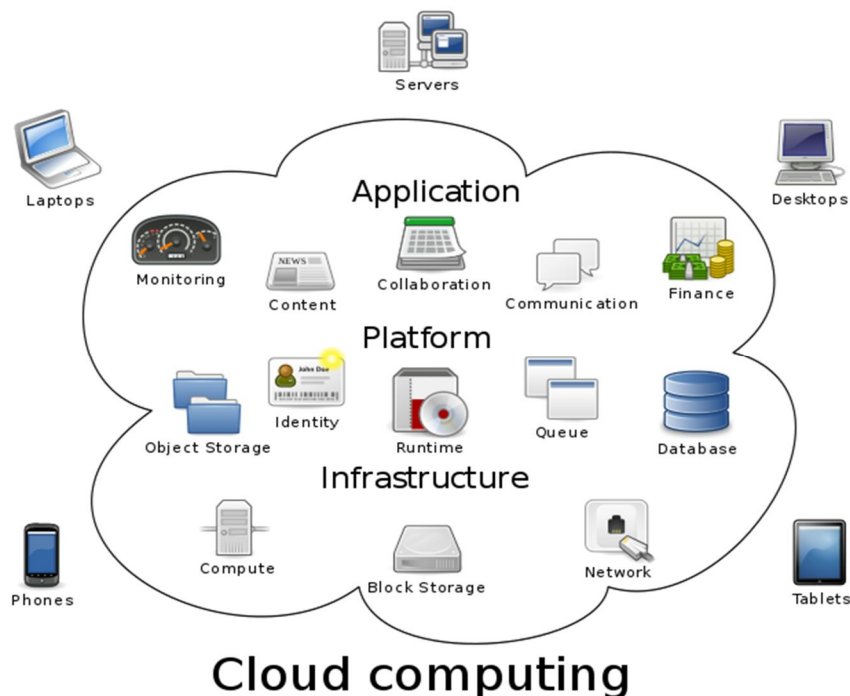 Servers
Laptops
Desktops
Application
Monitoring
NEWS
Content
Collaboration
Communication
Finance
Platform
Object Storage
John Doe
Identity
Runtime
Queue
Database
Infrastructure
Compute
Block Storage
Network
Phones
Tablets
Cloud computing